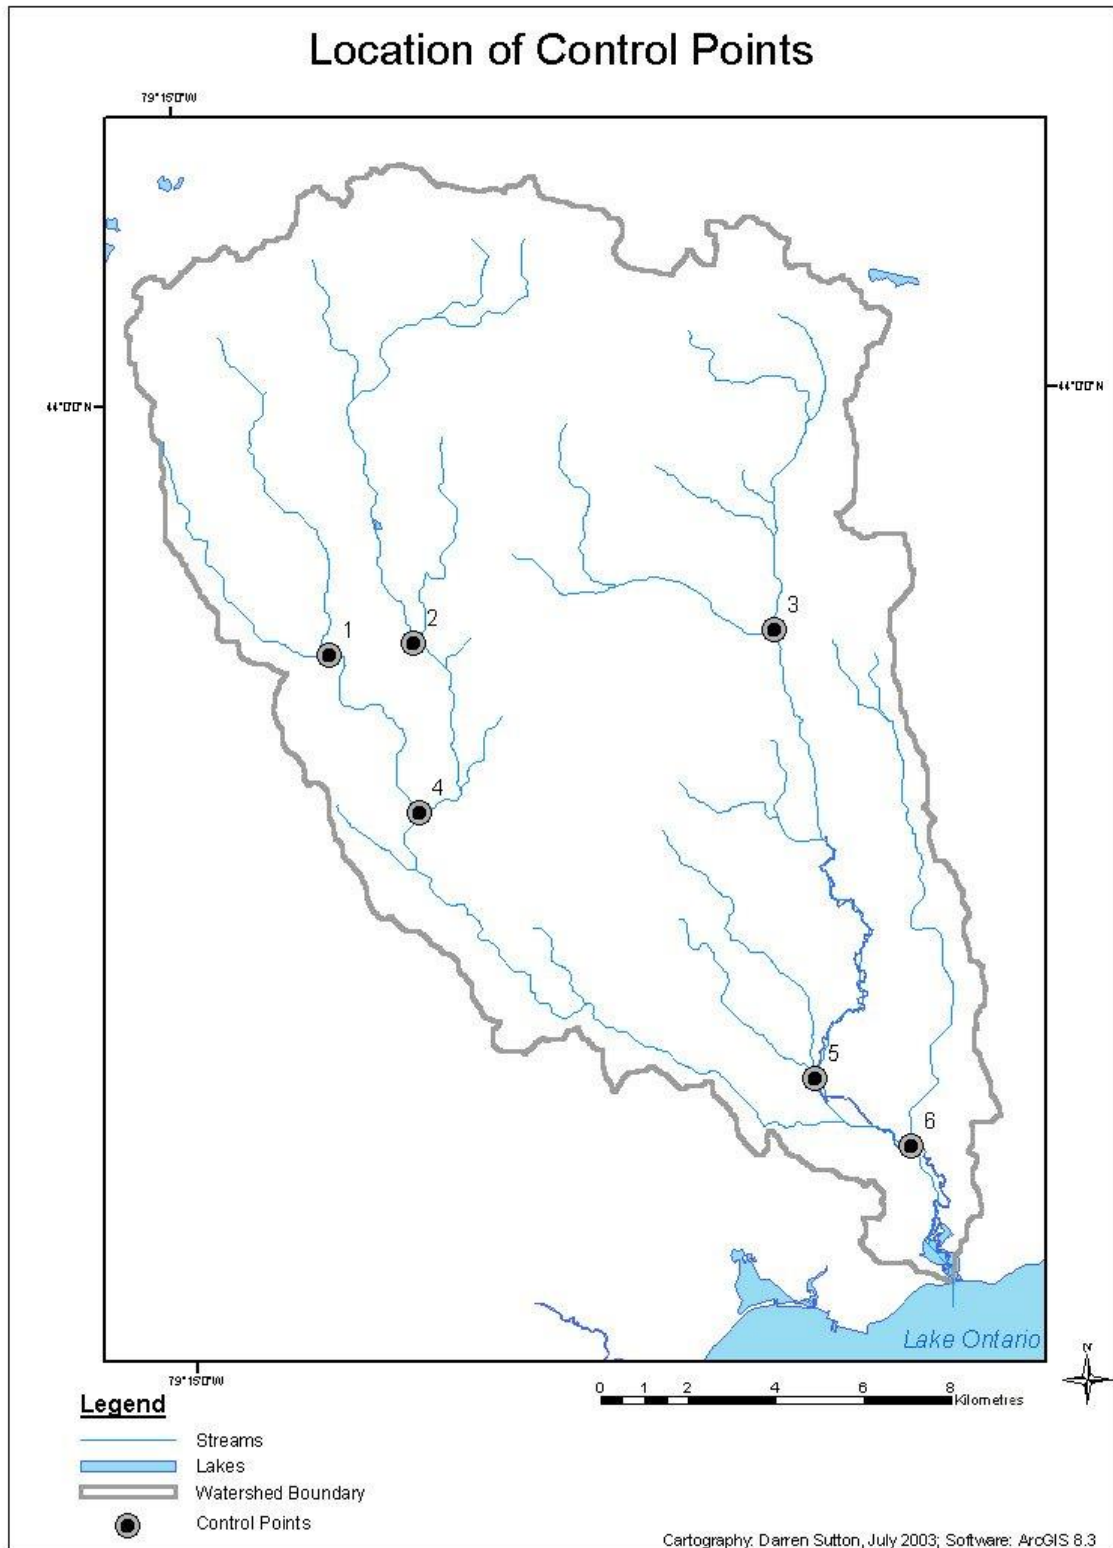 Location of Control Points
79°15'0"W
44°0'0"N
44°0'0"N
1
2
3
4
5
6
Lake Ontario
N
79°15'0"W
0 1 2 4 6 8
Kilometres
Legend
Streams
Lakes
Watershed Boundary
Control Points
Cartography: Darren Sutton, July 2003; Software: ArcGIS 8.3